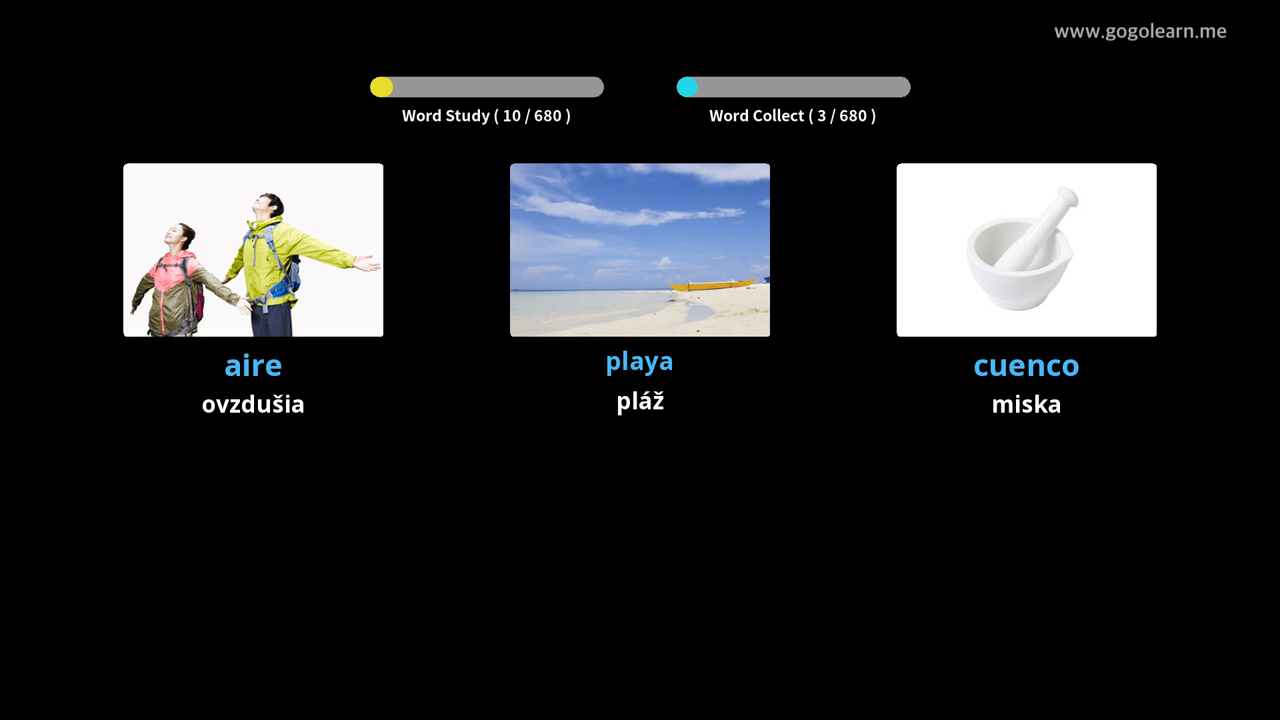 www.gogolearn.me
Word Study ( 10 / 680 )
Word Collect ( 3 / 680 )
aire
ovzdušia
playa
pláž
cuenco
miska